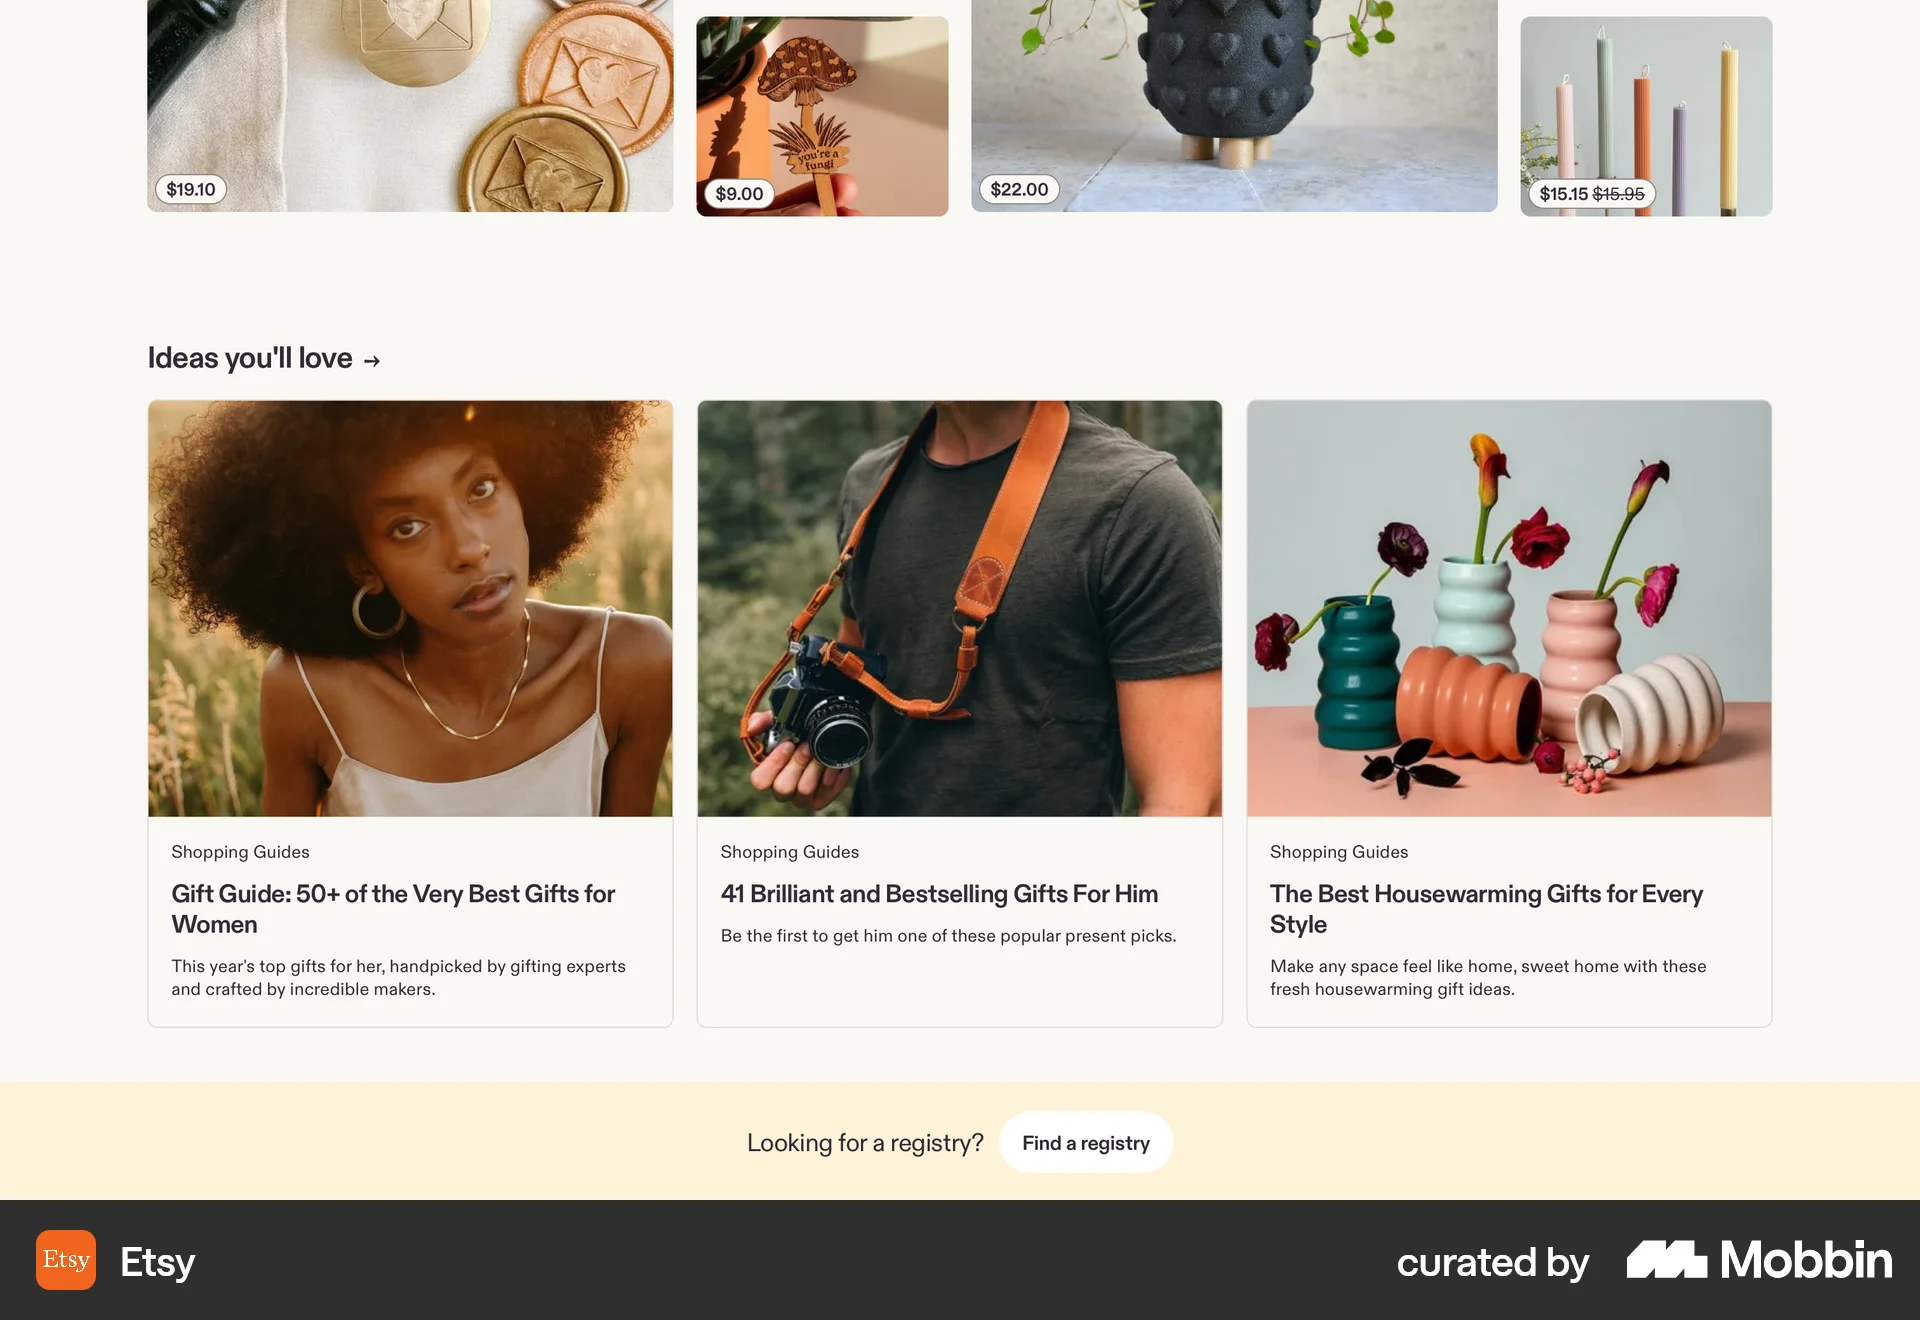 you're a
fungi
$19.10
$9.00
$22.00
$15.15 $15.95
Ideas you'll love →
Shopping Guides
Gift Guide: 50+ of the Very Best Gifts for
Women
This year's top gifts for her, handpicked by gifting experts
and crafted by incredible makers.
Shopping Guides
41 Brilliant and Bestselling Gifts For Him
Be the first to get him one of these popular present picks.
Shopping Guides
The Best Housewarming Gifts for Every
Style
Make any space feel like home, sweet home with these
fresh housewarming gift ideas.
Looking for a registry?
Find a registry
Etsy
Etsy
curated by
Mobbin